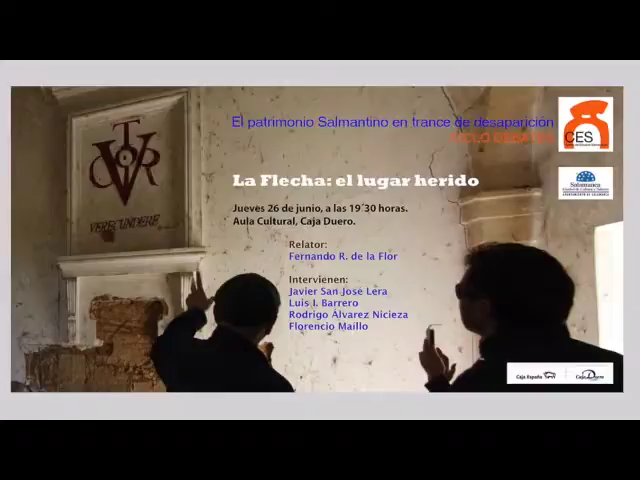 El patrimonio Salmantino en trance de desaparición
CES
Salamanca
La Flecha: el lugar herido
Jueves 26 de junio, a las 19´30 horas.
Aula Cultural, Caja Duero.
Relator:
Fernando R. de la Flor
Intervienen:
Javier San José Lera
Luis I. Barrero
Rodrigo Álvarez Nicieza
Florencio Maillo
VTOR
VERECUNDERE
Caja España
Caja Duero